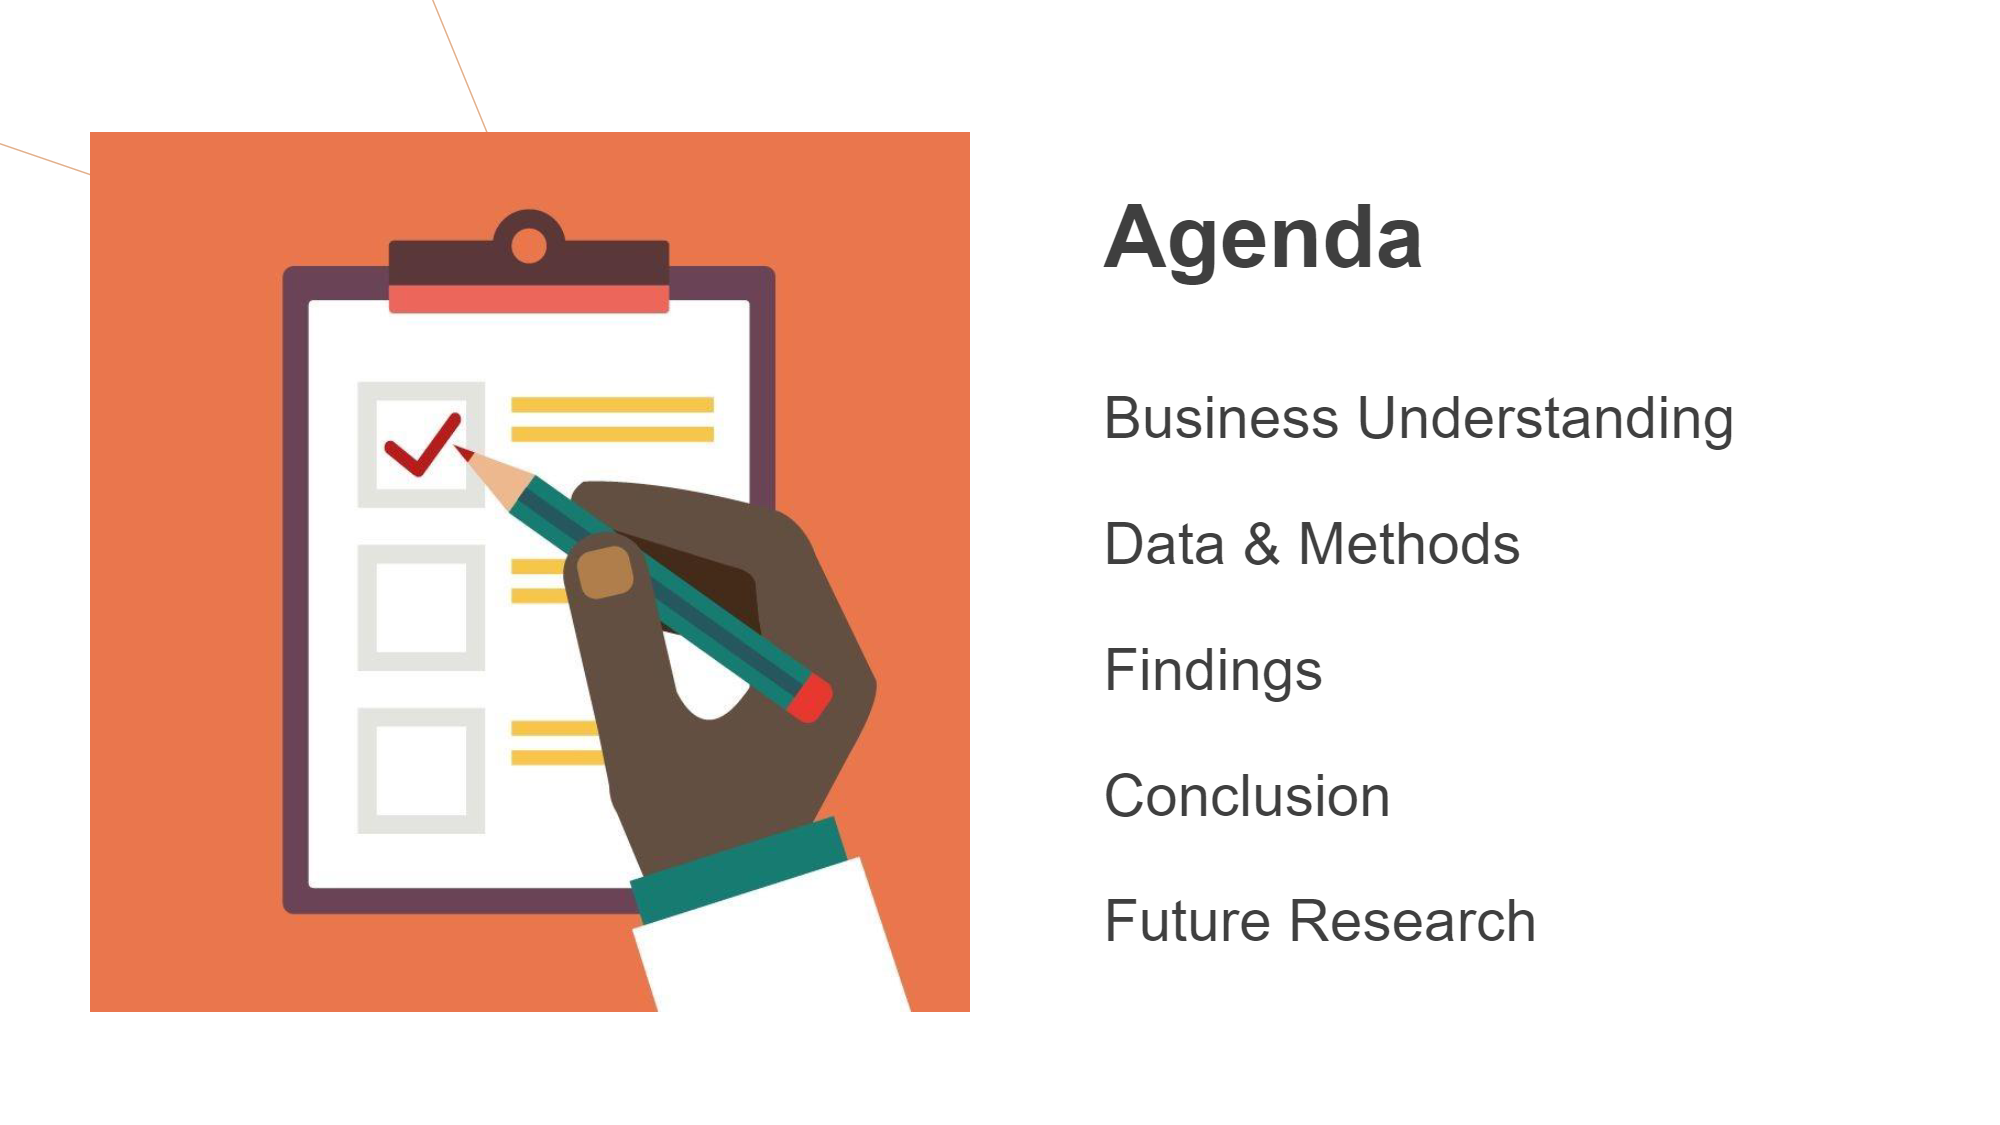 Agenda
Business Understanding
Data & Methods
Findings
Conclusion
Future Research